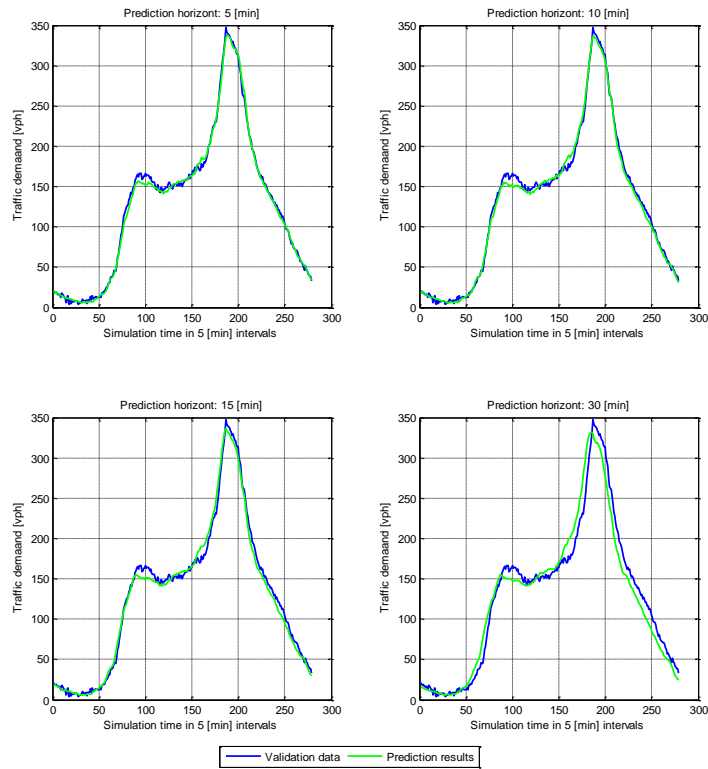 Prediction horizont: 5 [min]
350
300
250
200
150
100
50
0
Traffic demaand [vph]
0 50 100 150 200 250 300
Simulation time in 5 [min] intervals
Prediction horizont: 10 [min]
350
300
250
200
150
100
50
0
Traffic demaand [vph]
0 50 100 150 200 250 300
Simulation time in 5 [min] intervals
Prediction horizont: 15 [min]
350
300
250
200
150
100
50
0
Traffic demaand [vph]
0 50 100 150 200 250 300
Simulation time in 5 [min] intervals
Prediction horizont: 30 [min]
350
300
250
200
150
100
50
0
Traffic demaand [vph]
0 50 100 150 200 250 300
Simulation time in 5 [min] intervals
Validation data Prediction results